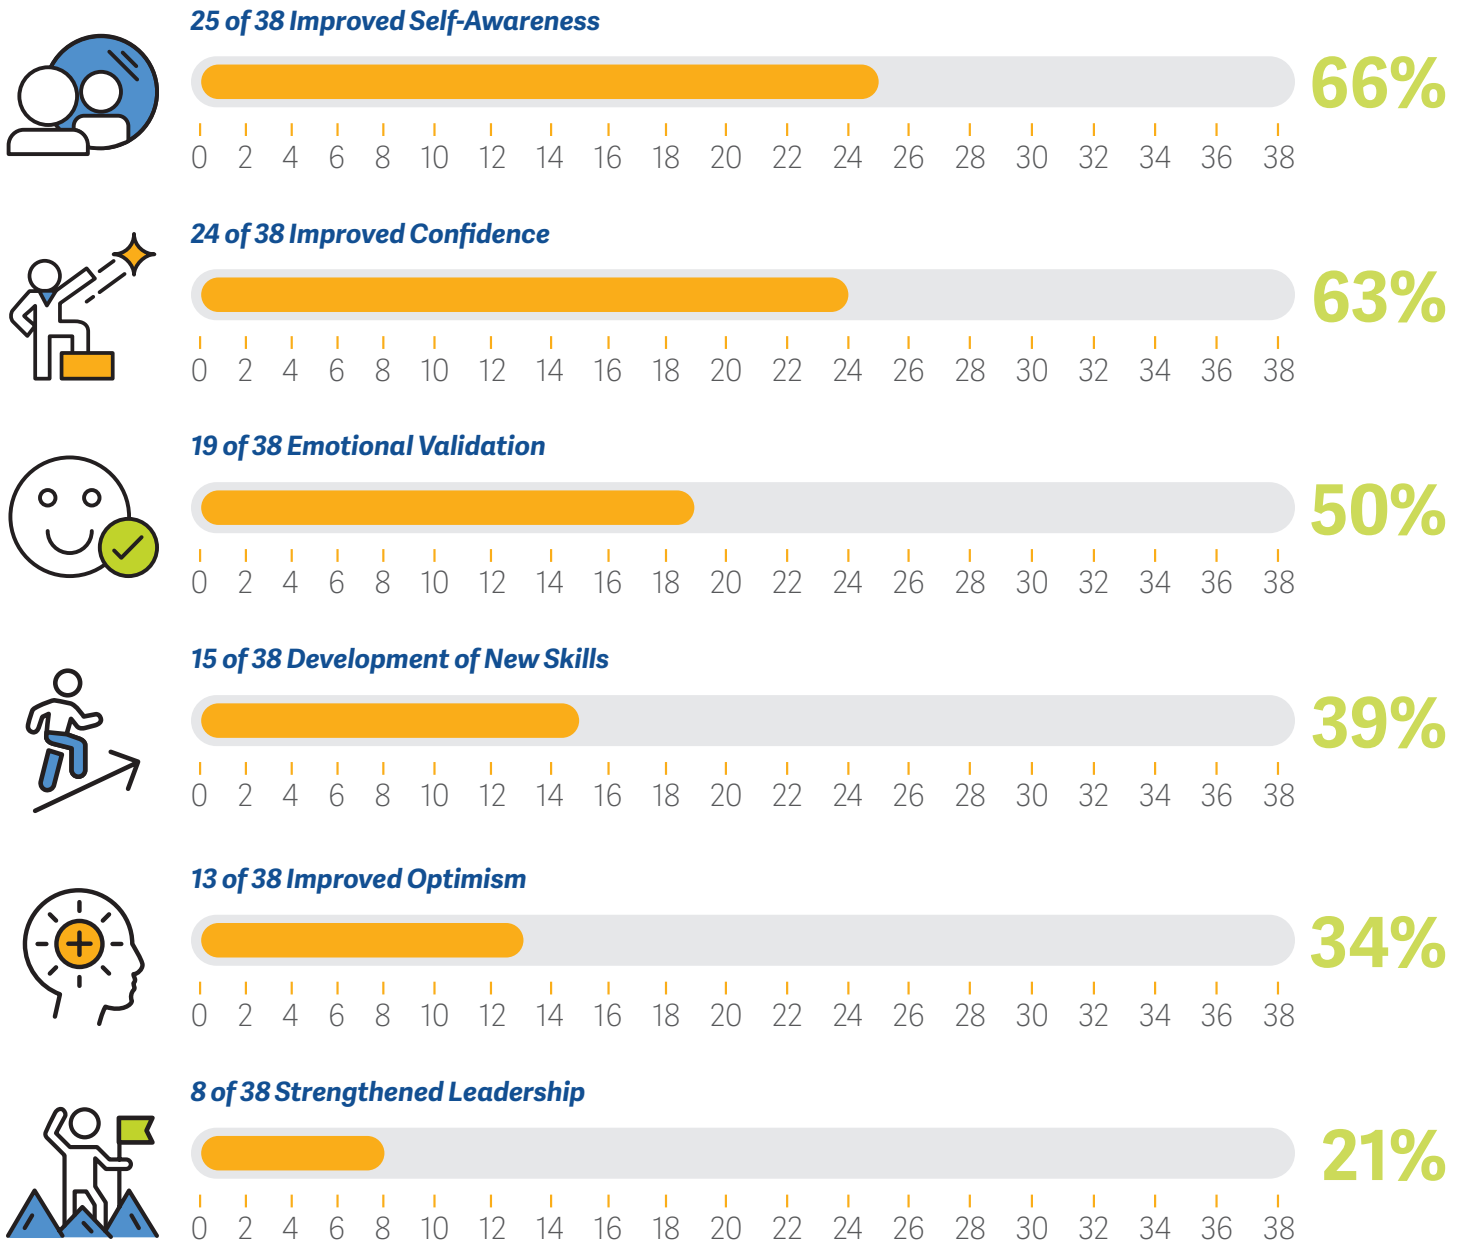 25 of 38 Improved Self-Awareness
66%
0 2 4 6 8 10 12 14 16 18 20 22 24 26 28 30 32 34 36 38
24 of 38 Improved Confidence
63%
0 2 4 6 8 10 12 14 16 18 20 22 24 26 28 30 32 34 36 38
19 of 38 Emotional Validation
50%
0 2 4 6 8 10 12 14 16 18 20 22 24 26 28 30 32 34 36 38
15 of 38 Development of New Skills
39%
0 2 4 6 8 10 12 14 16 18 20 22 24 26 28 30 32 34 36 38
13 of 38 Improved Optimism
34%
0 2 4 6 8 10 12 14 16 18 20 22 24 26 28 30 32 34 36 38
8 of 38 Strengthened Leadership
21%
0 2 4 6 8 10 12 14 16 18 20 22 24 26 28 30 32 34 36 38